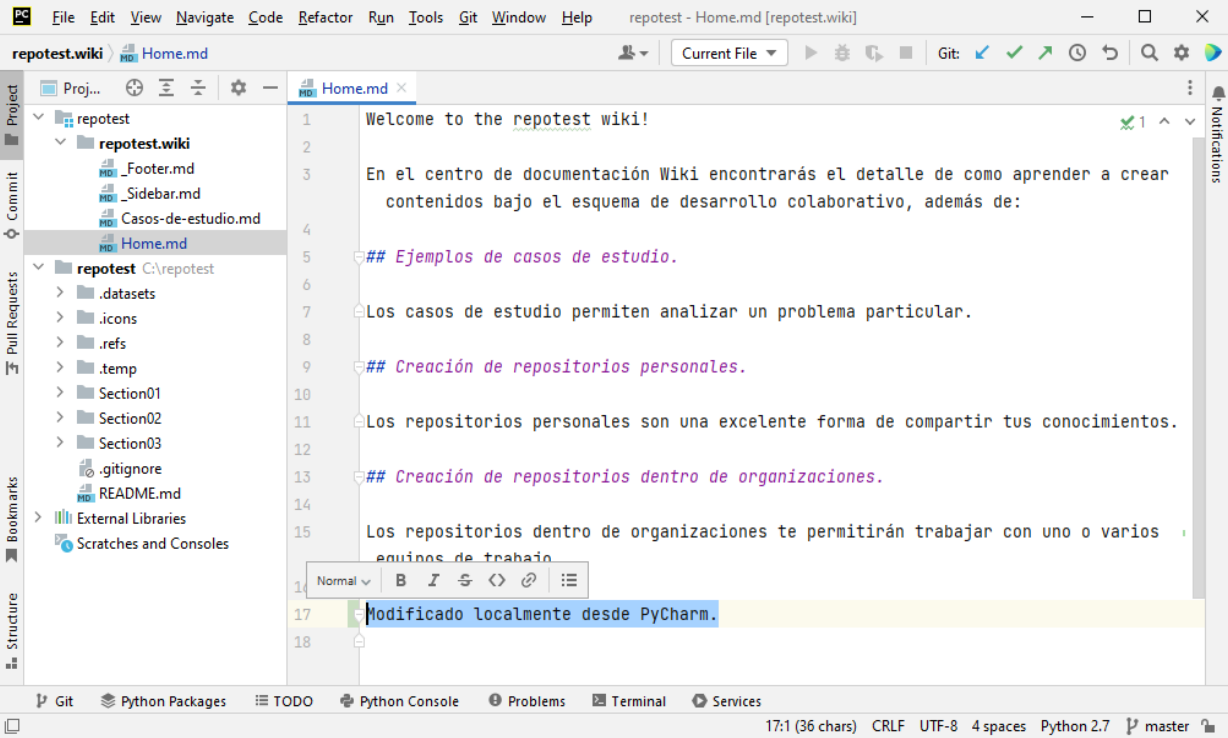 PC File Edit View Navigate Code Refactor Run Tools Git Window Help repotest - Home.md [repotest.wiki]
repotest.wiki Home.md Current File Git:
Project
Commit
Pull Requests
Bookmarks
Structure
Proj...
repotest
repotest.wiki
_Footer.md
_Sidebar.md
Casos-de-estudio.md
Home.md
repotest C:\repotest
.datasets
.icons
.refs
.temp
Section01
Section02
Section03
.gitignore
README.md
External Libraries
Scratches and Consoles
Home.md
1 Welcome to the repotest wiki! 1
2
3 En el centro de documentación Wiki encontrarás el detalle de como aprender a crear
contenidos bajo el esquema de desarrollo colaborativo, además de:
4
5 ## Ejemplos de casos de estudio.
6
7 Los casos de estudio permiten analizar un problema particular.
8
9 ## Creación de repositorios personales.
10
11 Los repositorios personales son una excelente forma de compartir tus conocimientos.
12
13 ## Creación de repositorios dentro de organizaciones.
14
15 Los repositorios dentro de organizaciones te permitirán trabajar con uno o varios
equipos de trabajo
16
Normal B I S <>
17 Modificado localmente desde PyCharm.
18
Notifications
Git Python Packages TODO Python Console Problems Terminal Services
17:1 (36 chars) CRLF UTF-8 4 spaces Python 2.7 master